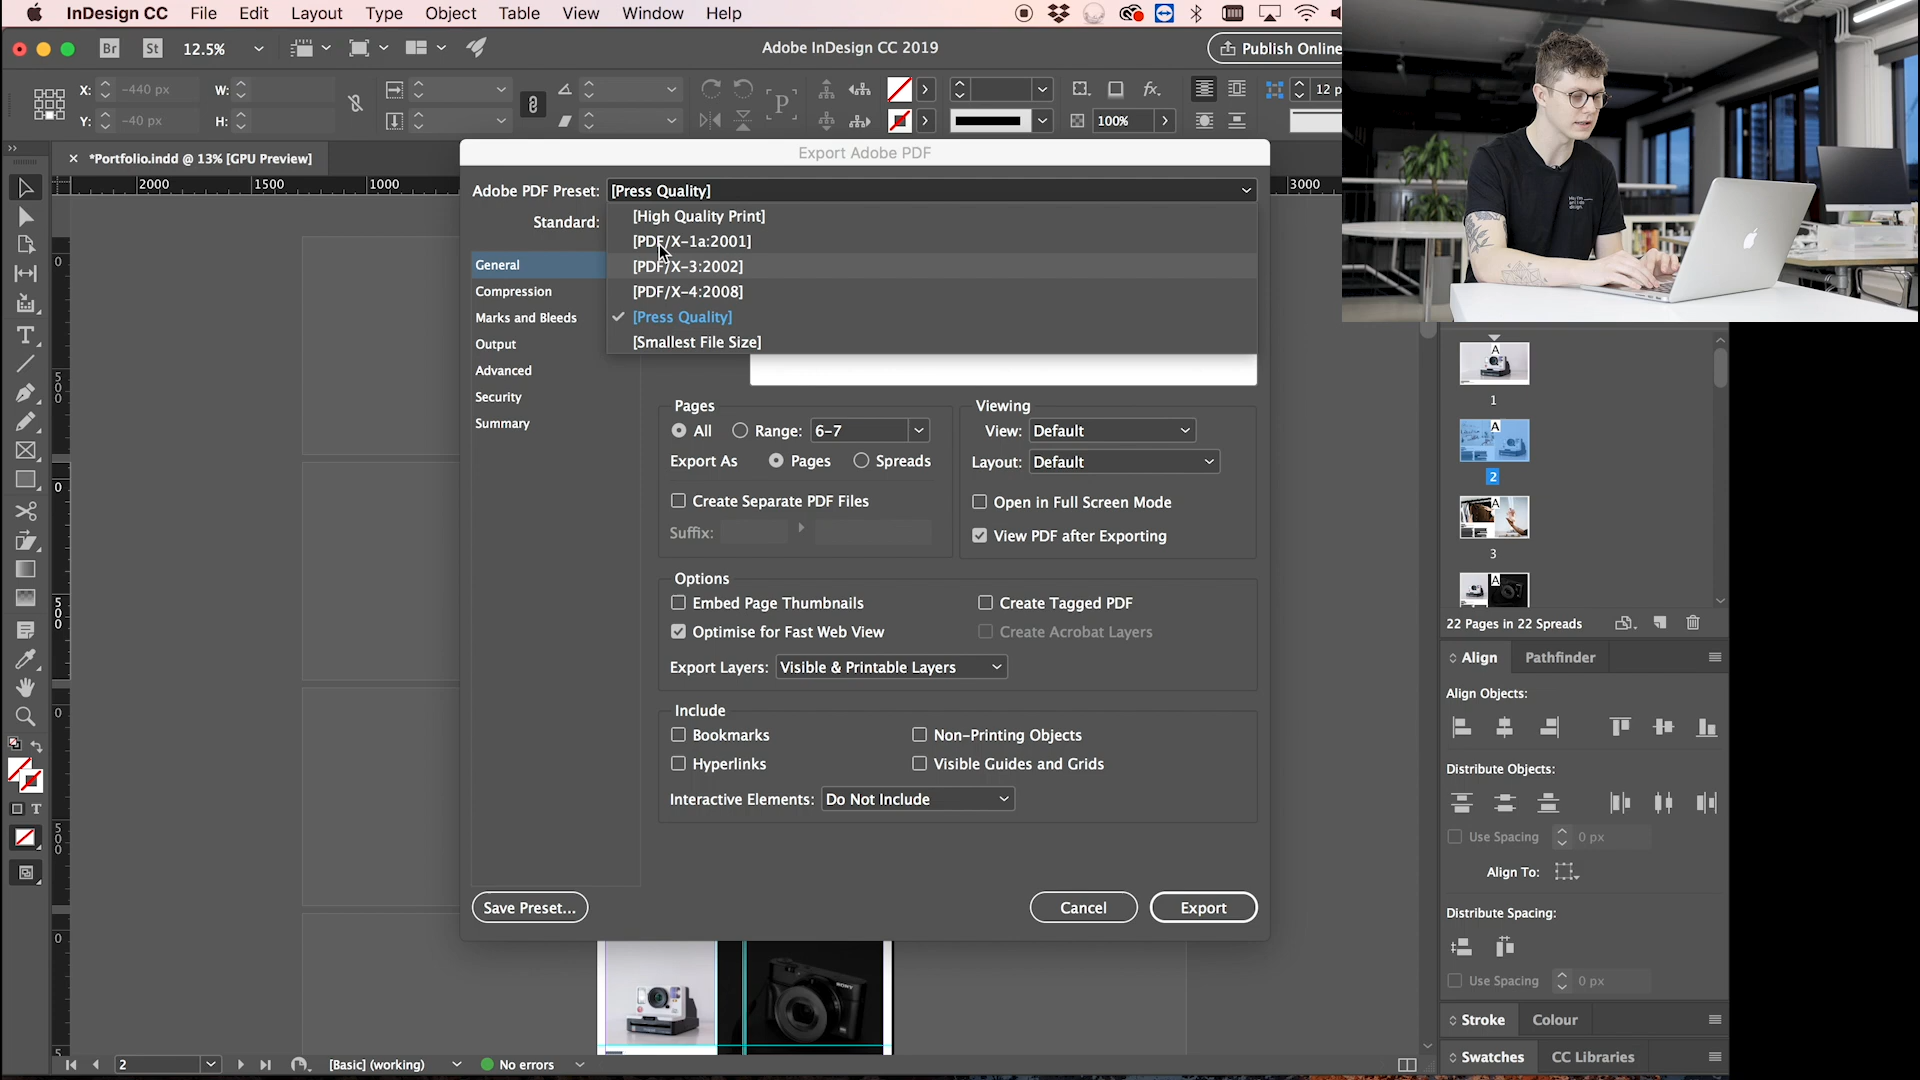 InDesign CC File Edit Layout Type Object Table View Window Help
Br St 12.5% Adobe InDesign CC 2019 Publish Online
X: -440 px W: 12 p
Y: -40 px H: 100%
P
fx.
× *Portfolio.indd @ 13% [GPU Preview]
2000 1500 1000 3000
Export Adobe PDF
Adobe PDF Preset: [Press Quality]
Standard:
[High Quality Print]
[PDF/X-1a:2001]
[PDF/X-3:2002]
[PDF/X-4:2008]
[Press Quality]
[Smallest File Size]
General
Compression
Marks and Bleeds
Output
Advanced
Security
Summary
Pages
All Range: 6-7
Export As Pages Spreads
Create Separate PDF Files
Suffix:
Viewing
View: Default
Layout: Default
Open in Full Screen Mode
View PDF after Exporting
Options
Embed Page Thumbnails Create Tagged PDF
Optimise for Fast Web View Create Acrobat Layers
Export Layers: Visible & Printable Layers
Include
Bookmarks Non-Printing Objects
Hyperlinks Visible Guides and Grids
Interactive Elements: Do Not Include
Save Preset... Cancel Export
A
1
A
2
A
3
A
22 Pages in 22 Spreads
Align Pathfinder
Align Objects:
Distribute Objects:
Use Spacing 0 px
Align To:
Distribute Spacing:
Use Spacing 0 px
Stroke Colour
Swatches CC Libraries
SONY
2 [Basic] (working) No errors